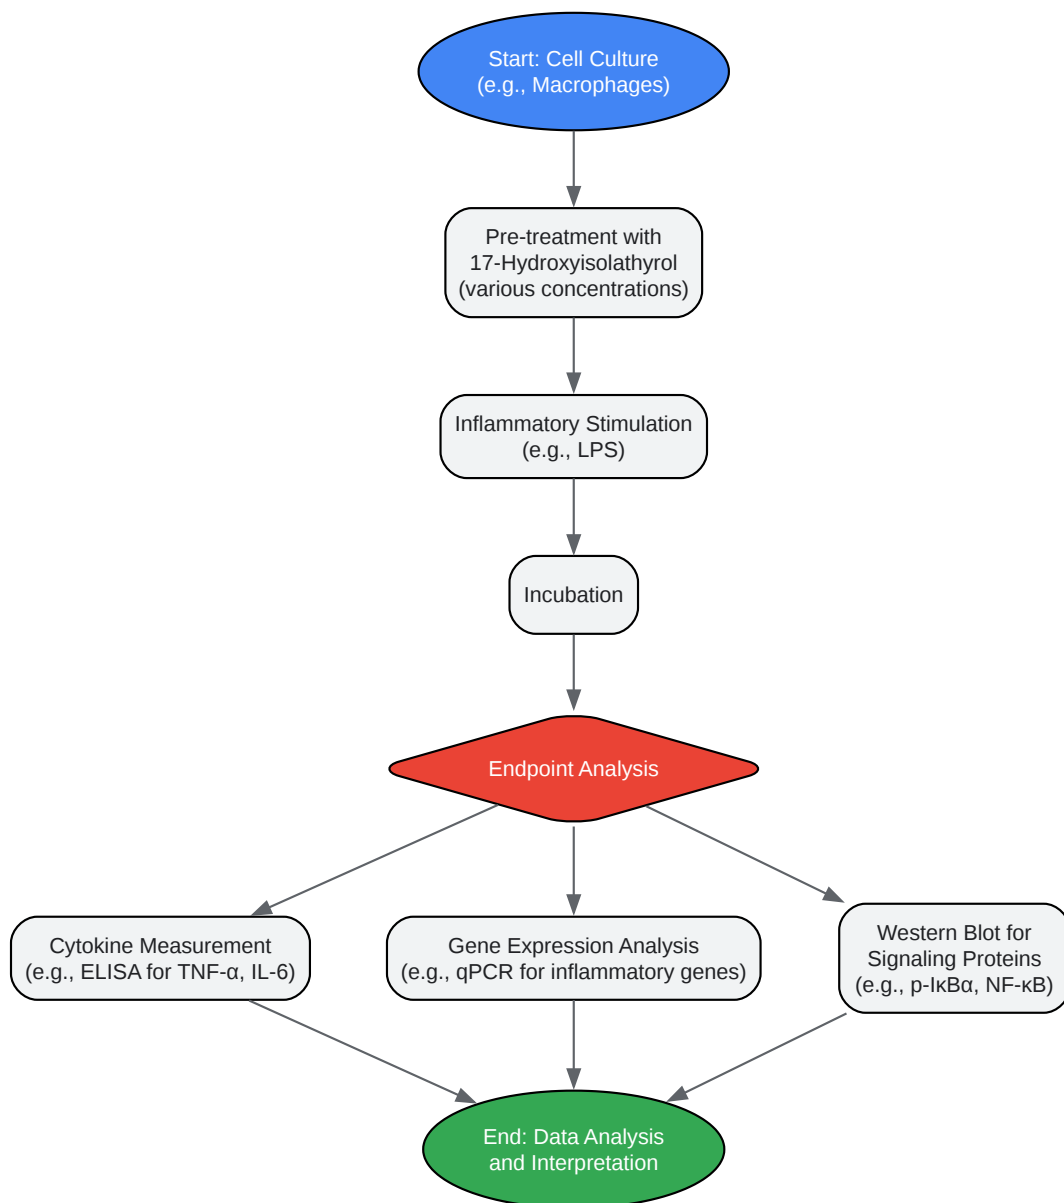 Start: Cell Culture
(e.g., Macrophages)
Pre-treatment with
17-Hydroxyisolathyrol
(various concentrations)
Inflammatory Stimulation
(e.g., LPS)
Incubation
Endpoint Analysis
Cytokine Measurement
(e.g., ELISA for TNF-α, IL-6)
Gene Expression Analysis
(e.g., qPCR for inflammatory genes)
Western Blot for
Signaling Proteins
(e.g., p-IκBα, NF-κB)
End: Data Analysis
and Interpretation